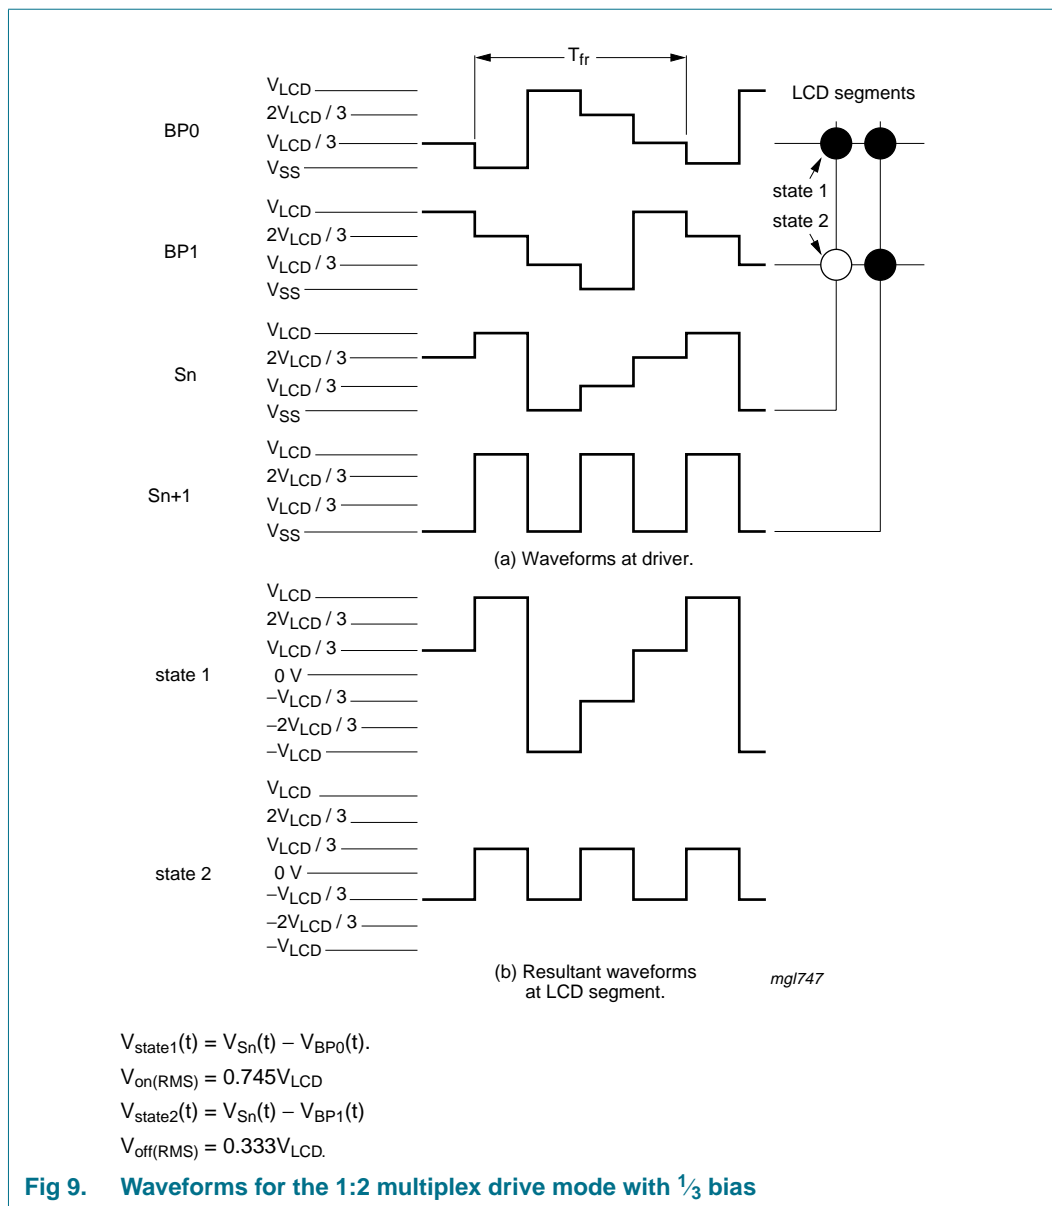 T_fr
V_LCD
2V_LCD / 3
BP0
V_LCD / 3
V_SS
LCD segments
state 1
state 2
V_LCD
2V_LCD / 3
BP1
V_LCD / 3
V_SS
V_LCD
2V_LCD / 3
Sn
V_LCD / 3
V_SS
V_LCD
2V_LCD / 3
Sn+1
V_LCD / 3
V_SS
(a) Waveforms at driver.
V_LCD
2V_LCD / 3
V_LCD / 3
state 1
0 V
−V_LCD / 3
−2V_LCD / 3
−V_LCD
V_LCD
2V_LCD / 3
V_LCD / 3
state 2
0 V
−V_LCD / 3
−2V_LCD / 3
−V_LCD
(b) Resultant waveforms
at LCD segment.
mgl747
V_state1(t) = V_Sn(t) − V_BP0(t).
V_on(RMS) = 0.745V_LCD
V_state2(t) = V_Sn(t) − V_BP1(t)
V_off(RMS) = 0.333V_LCD.
Fig 9. Waveforms for the 1:2 multiplex drive mode with 1/3 bias